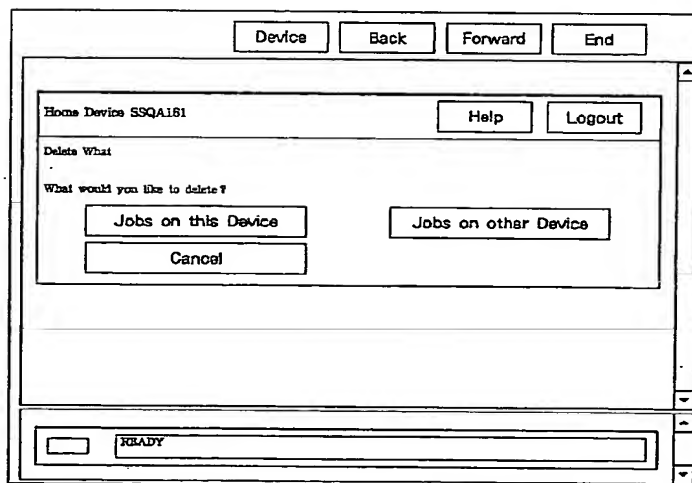 Device Back Forward End
Home Device SSQA161 Help Logout
Delete What
What would you like to delete?
Jobs on this Device Jobs on other Device
Cancel
READY